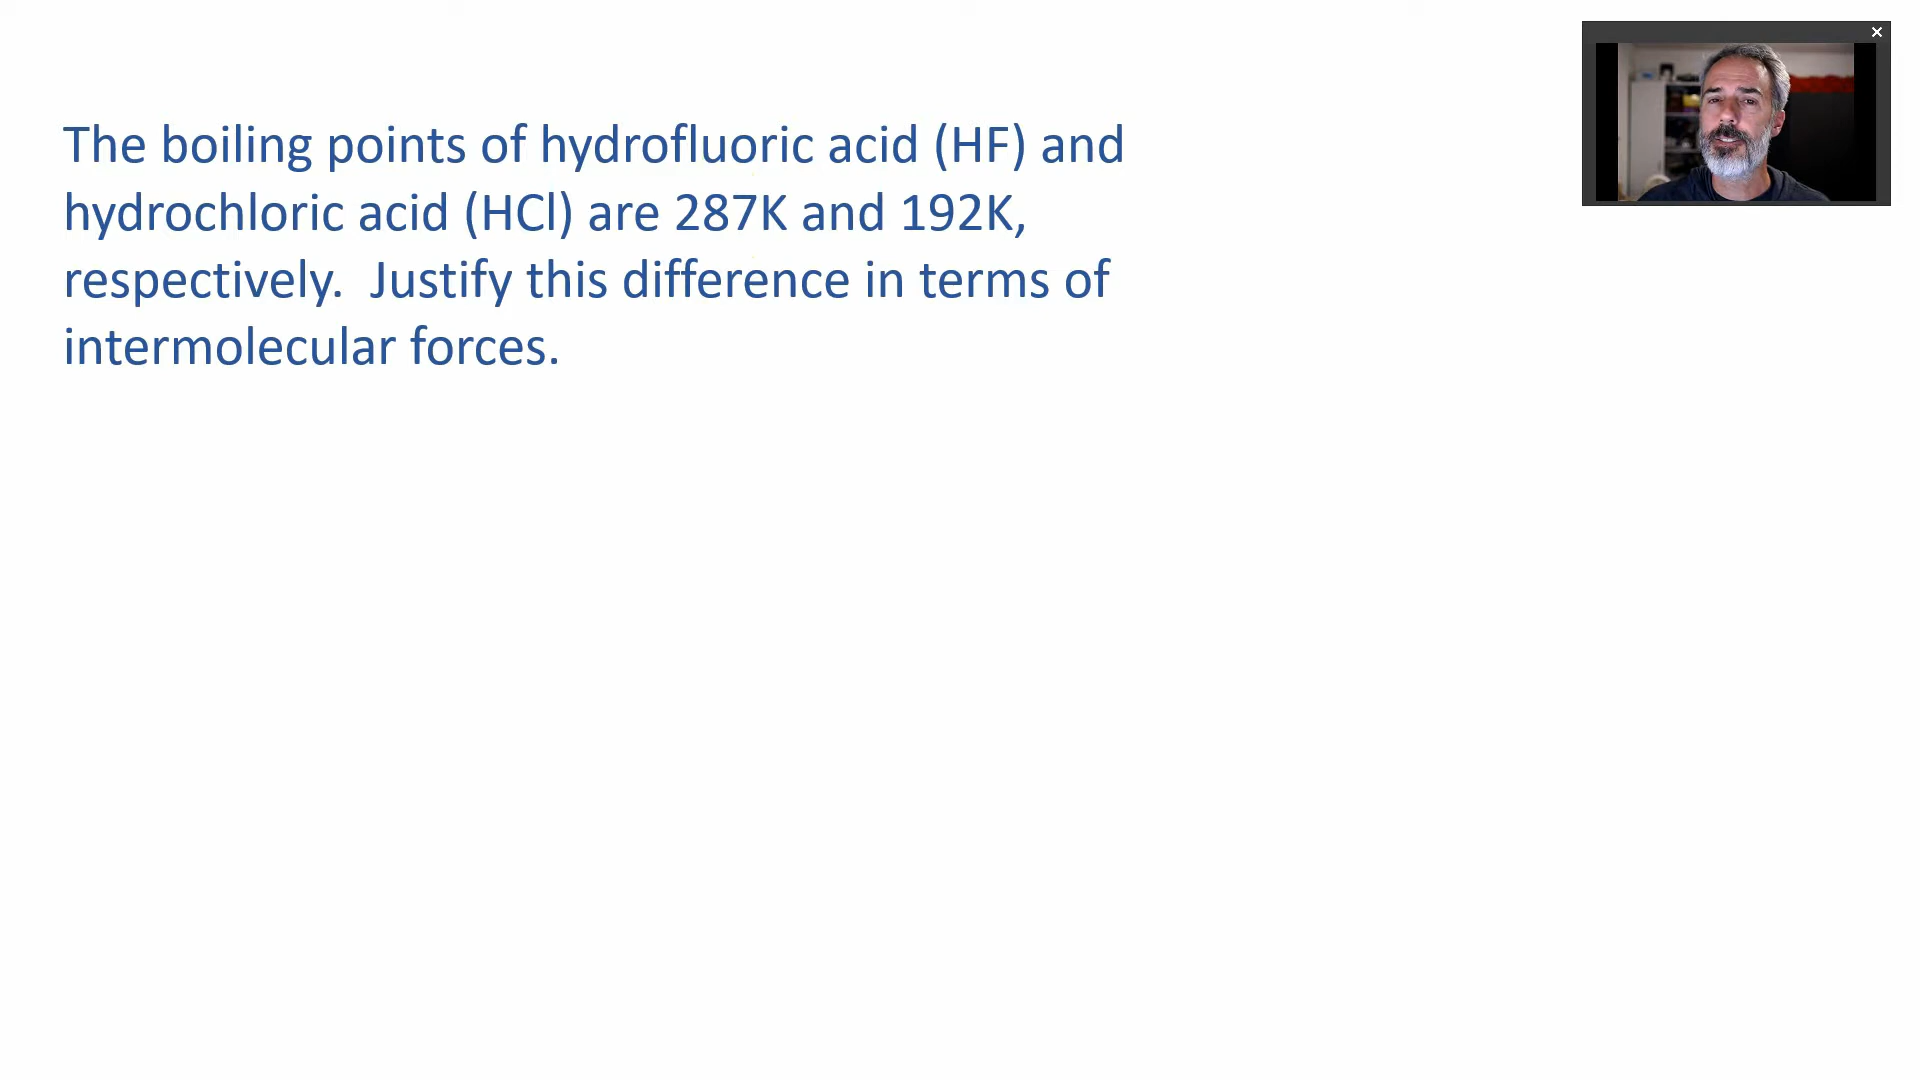 The boiling points of hydrofluoric acid (HF) and
hydrochloric acid (HCl) are 287K and 192K,
respectively.  Justify this difference in terms of
intermolecular forces.